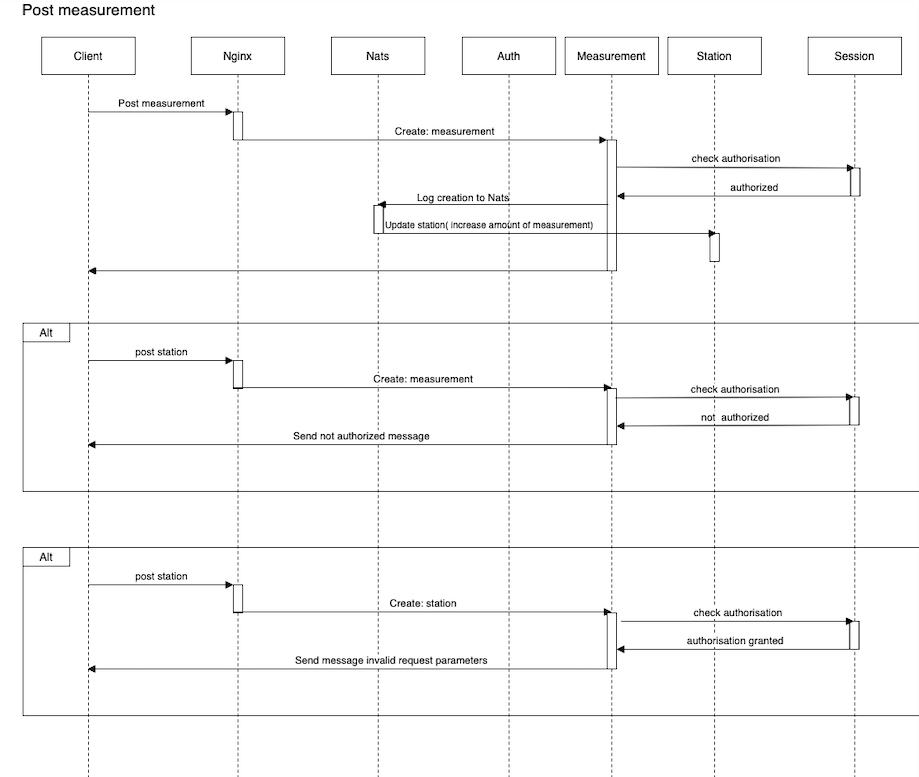 Post measurement
Client
Nginx
Nats
Auth
Measurement
Station
Session
Post measurement
Create: measurement
check authorisation
authorized
Log creation to Nats
Update station( increase amount of measurement)
Alt
post station
Create: measurement
check authorisation
not authorized
Send not authorized message
Alt
post station
Create: station
check authorisation
authorisation granted
Send message invalid request parameters